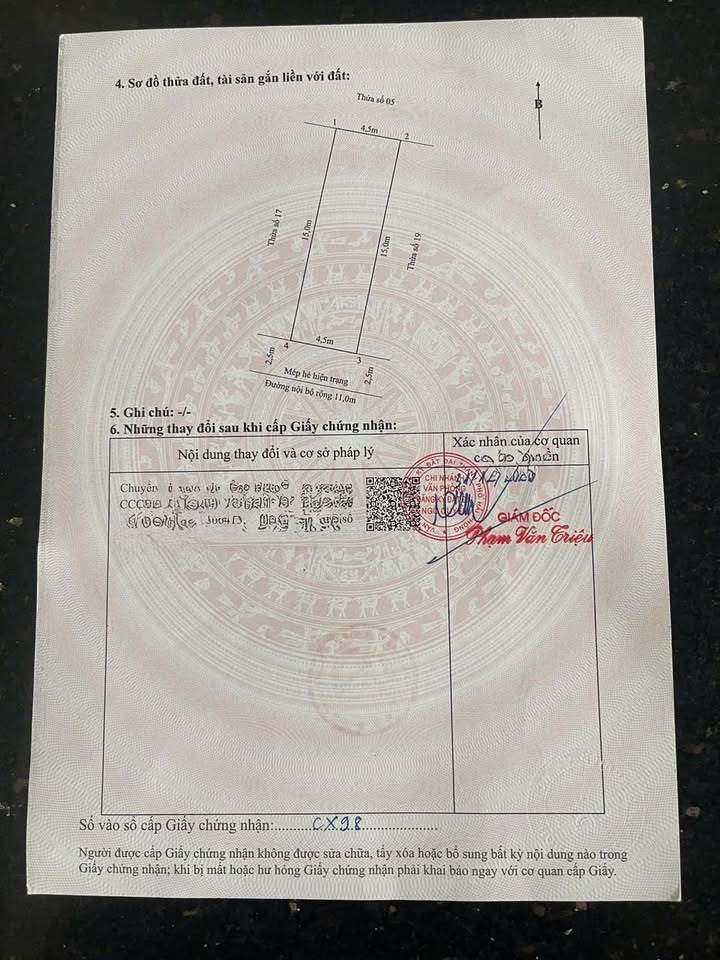 4. Sơ đồ thửa đất, tài sản gắn liền với đất:
Thửa số 05
B
1
4,5m
2
Thửa số 17
15,0m
15,0m
Thửa số 19
4
4,5m
3
2,5m
2,5m
Mép hè hiện trạng
Đường nội bộ rộng 11,0m
5. Ghi chú: -/-
6. Những thay đổi sau khi cấp Giấy chứng nhận:
Nội dung thay đổi và cơ sở pháp lý
Xác nhận của cơ quan
Chuyển
số
CHI NHÁNH
VĂN PHÒNG
GIÁM ĐỐC
Phạm Văn Triệu
Số vào sổ cấp Giấy chứng nhận:..........CX98....................
Người được cấp Giấy chứng nhận không được sửa chữa, tẩy xóa hoặc bổ sung bất kỳ nội dung nào trong
Giấy chứng nhận; khi bị mất hoặc hư hỏng Giấy chứng nhận phải khai báo ngay với cơ quan cấp Giấy.